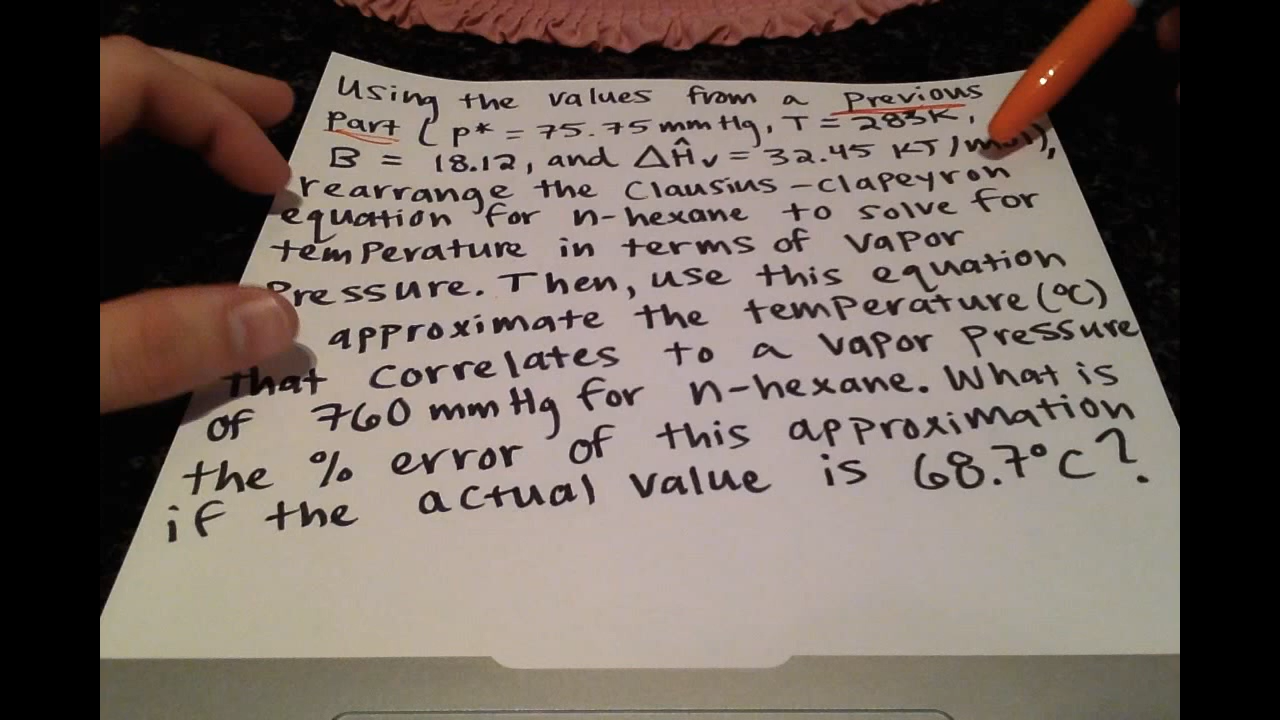 Using the values from a previous
Part (p* = 75.75 mmHg, T = 283K,
B = 18.12, and ΔĤv = 32.45 KJ/mol),
rearrange the Clausius-clapeyron
equation for n-hexane to solve for
temperature in terms of vapor
Pressure. Then, use this equation
approximate the temperature (°C)
that correlates to a vapor pressure
of 760 mmHg for n-hexane. What is
the % error of this approximation
if the actual value is 68.7°C?